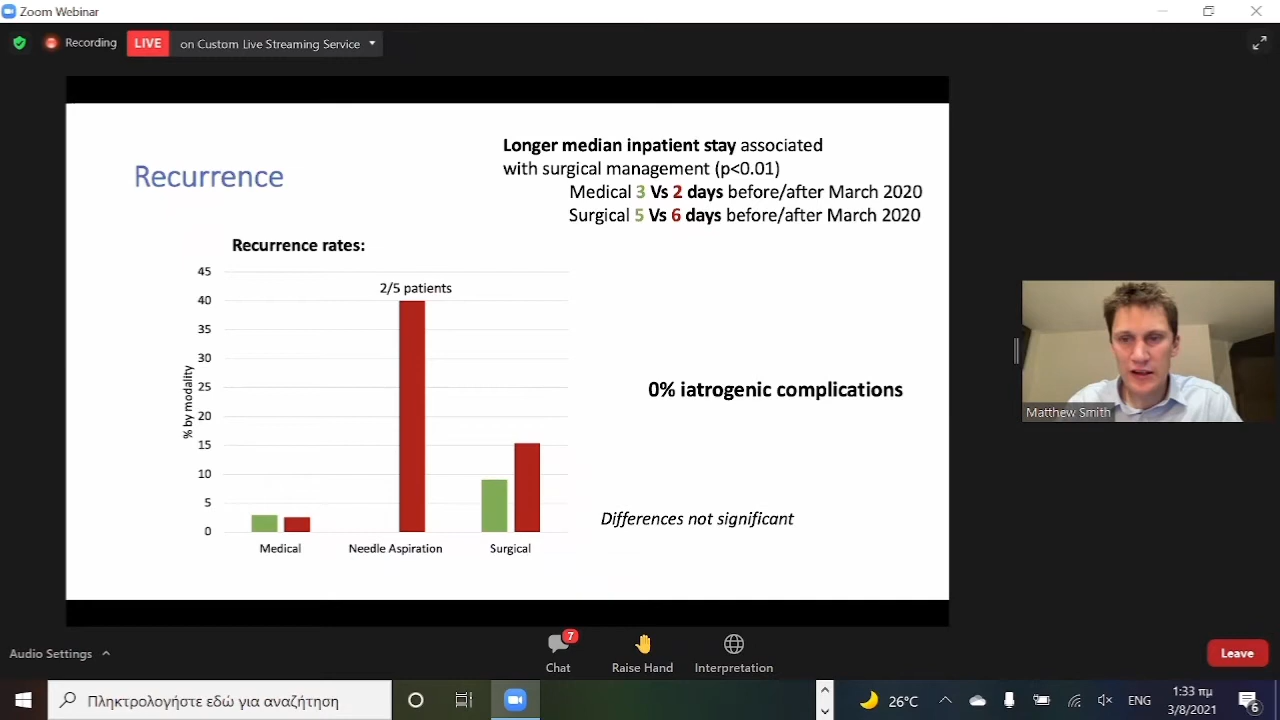 Zoom Webinar
Recording
LIVE
on Custom Live Streaming Service
Recurrence
Longer median inpatient stay associated
with surgical management (p<0.01)
Medical 3 Vs 2 days before/after March 2020
Surgical 5 Vs 6 days before/after March 2020
Recurrence rates:
2/5 patients
% by modality
45
40
35
30
25
20
15
10
5
0
Medical
Needle Aspiration
Surgical
0% iatrogenic complications
Differences not significant
Matthew Smith
Audio Settings
7
Chat
Raise Hand
Interpretation
Leave
Πληκτρολογήστε εδώ για αναζήτηση
26°C
ENG
1:33 πμ
3/8/2021
6